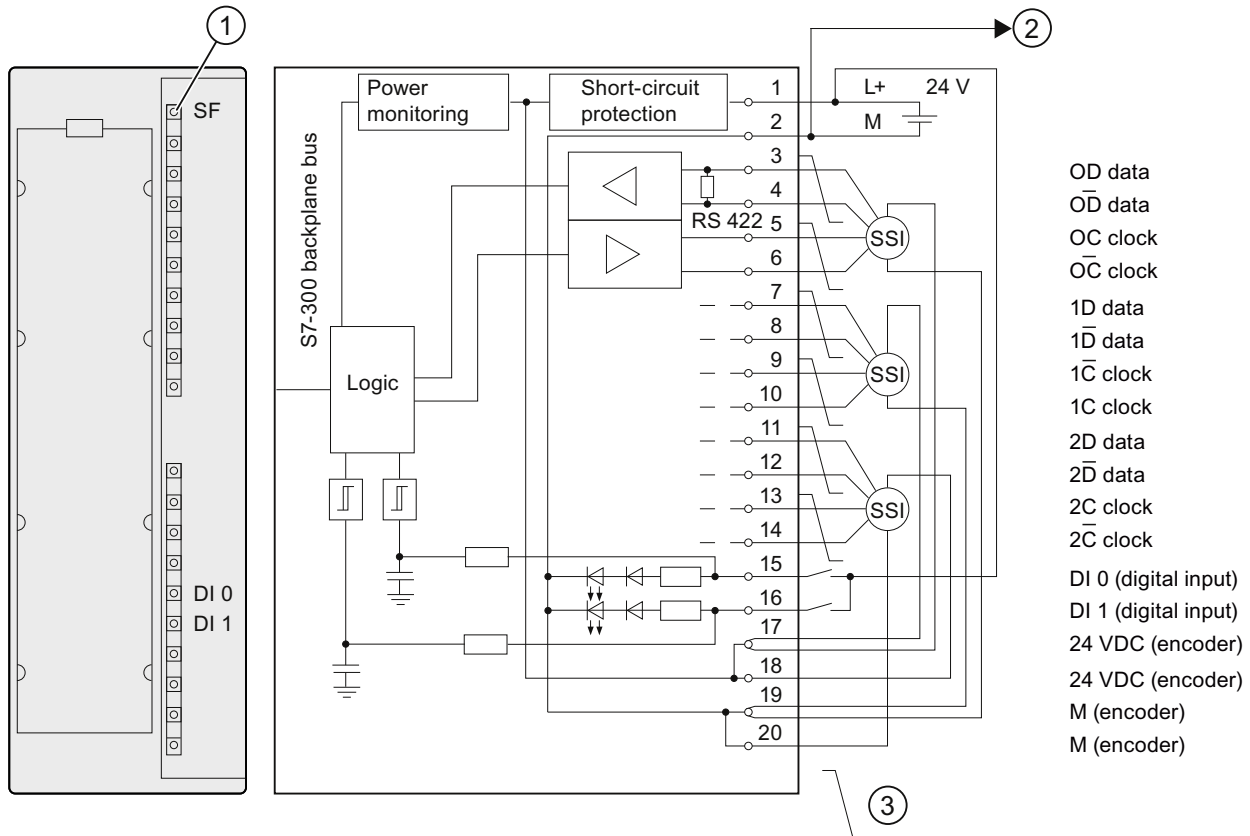 1
SF
DI 0
DI 1
2
Power
monitoring
Short-circuit
protection
1
L+
24 V
2
M
S7-300 backplane bus
3
4
RS 422
5
6
SSI
7
8
9
10
SSI
Logic
11
12
13
14
SSI
15
16
17
18
19
20
3
OD data
O̅D̅ data
OC clock
O̅C̅ clock
1D data
1D̅ data
1C̅ clock
1C clock
2D data
2D̅ data
2C clock
2C̅ clock
DI 0 (digital input)
DI 1 (digital input)
24 VDC (encoder)
24 VDC (encoder)
M (encoder)
M (encoder)